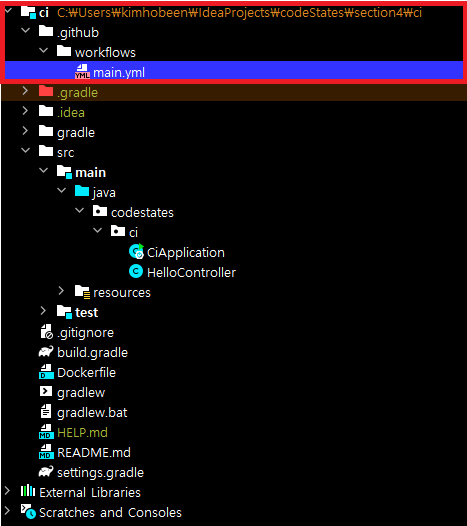 ci C:₩Users₩kimhobeen₩IdeaProjects₩codeStates₩section4₩ci
.github
workflows
main.yml
.gradle
.idea
gradle
src
main
java
codestates
ci
CiApplication
HelloController
resources
test
.gitignore
build.gradle
Dockerfile
gradlew
gradlew.bat
HELP.md
README.md
settings.gradle
External Libraries
Scratches and Consoles